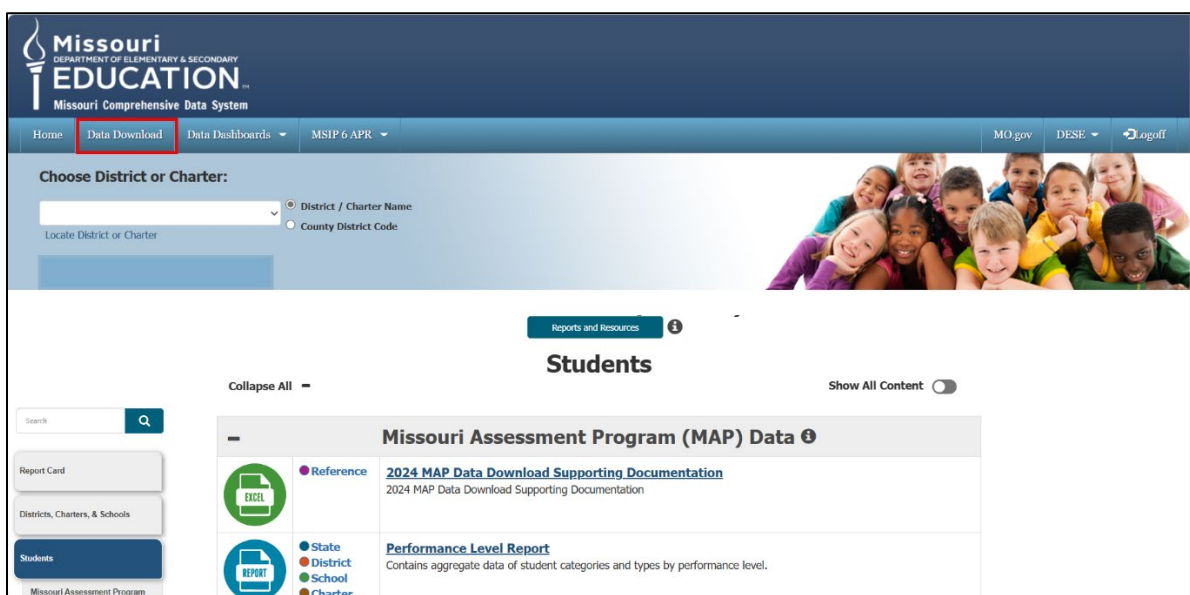 Missouri
DEPARTMENT OF ELEMENTARY & SECONDARY
EDUCATION™
Missouri Comprehensive Data System
Home Data Download Data Dashboards MSIP 6 APR MO.gov DESE Logoff
Choose District or Charter:
District / Charter Name
County District Code
Locate District or Charter
Reports and Resources
Students
Collapse All
Show All Content
Search
Missouri Assessment Program (MAP) Data
Report Card
Districts, Charters, & Schools
Students
Missouri Assessment Program
EXCEL
Reference
2024 MAP Data Download Supporting Documentation
2024 MAP Data Download Supporting Documentation
REPORT
State
District
School
Charter
Performance Level Report
Contains aggregate data of student categories and types by performance level.